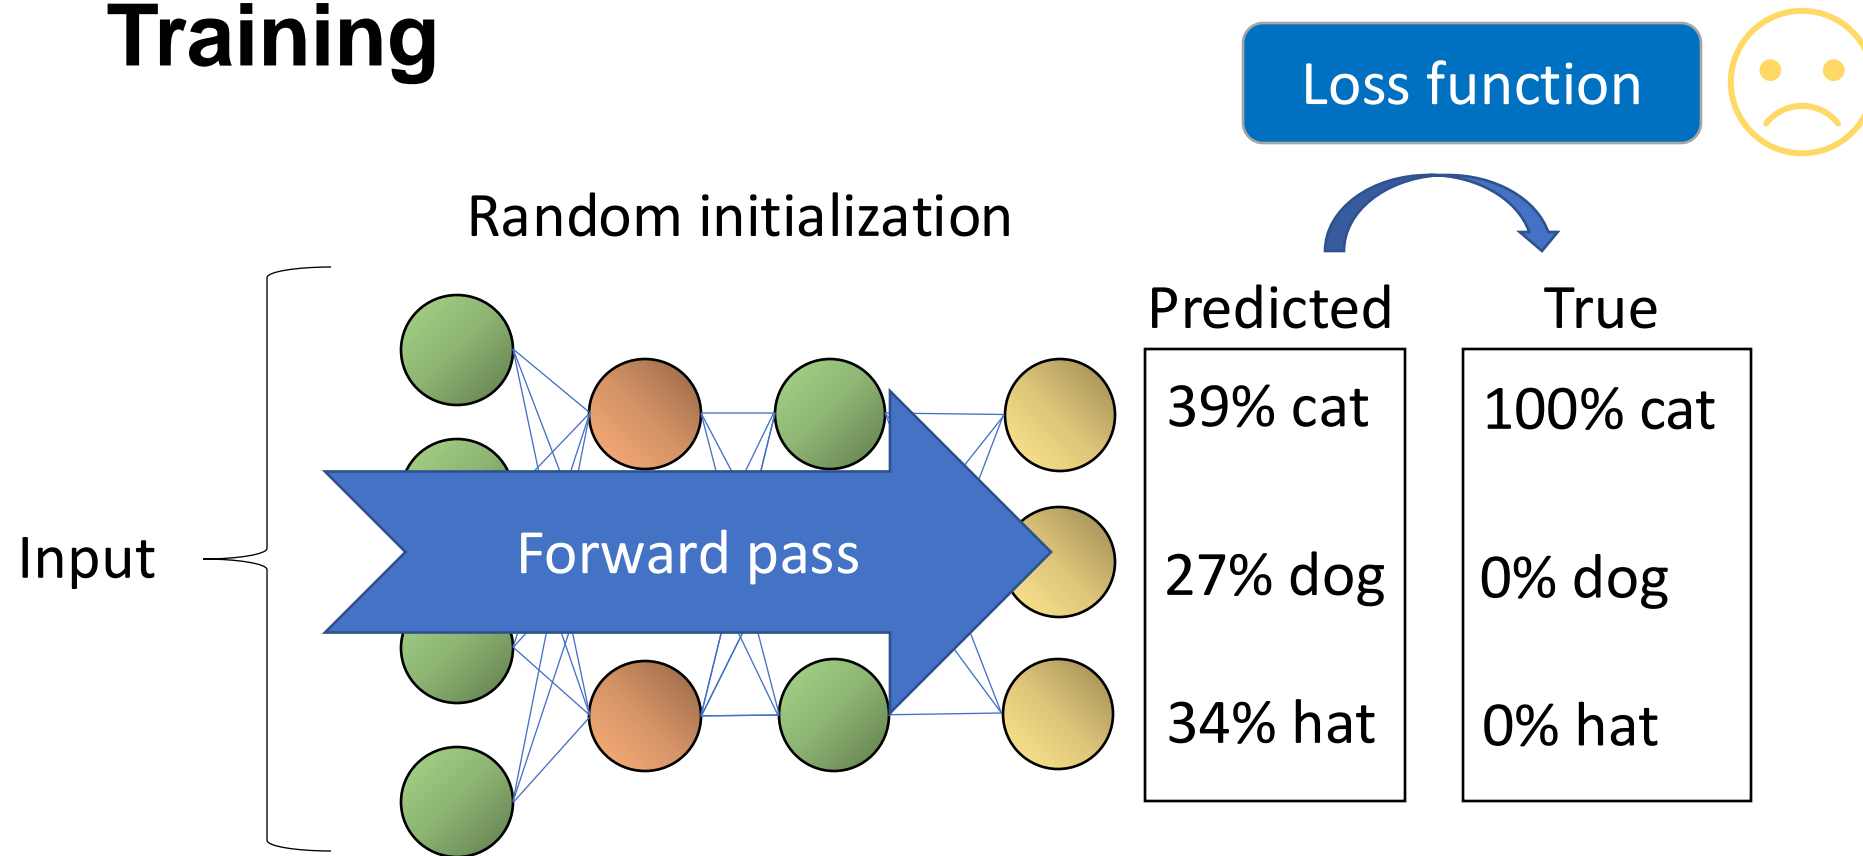 Training
Loss function
Random initialization
Predicted
True
39% cat
100% cat
Input
Forward pass
27% dog
0% dog
34% hat
0% hat